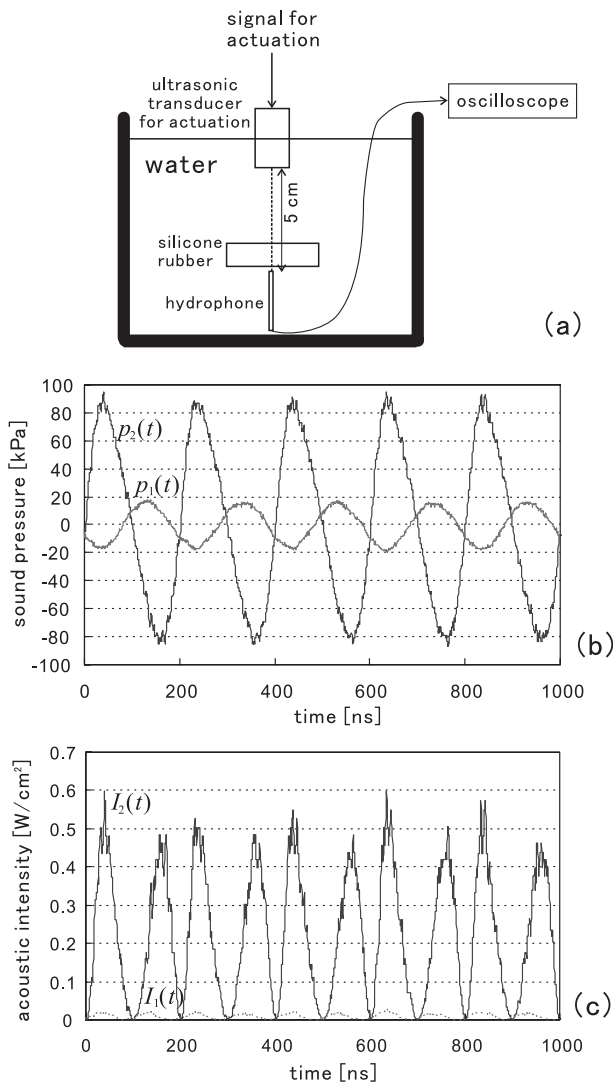 signal for
actuation
ultrasonic
transducer
for actuation
oscilloscope
water
5 cm
silicone
rubber
hydrophone
(a)
100
80
60
40
20
0
-20
-40
-60
-80
-100
sound pressure [kPa]
p₂(t)
p₁(t)
0 200 400 600 800 1000
time [ns]
(b)
0.7
0.6
0.5
0.4
0.3
0.2
0.1
0
acoustic intensity [W/cm²]
I₂(t)
I₁(t)
0 200 400 600 800 1000
time [ns]
(c)